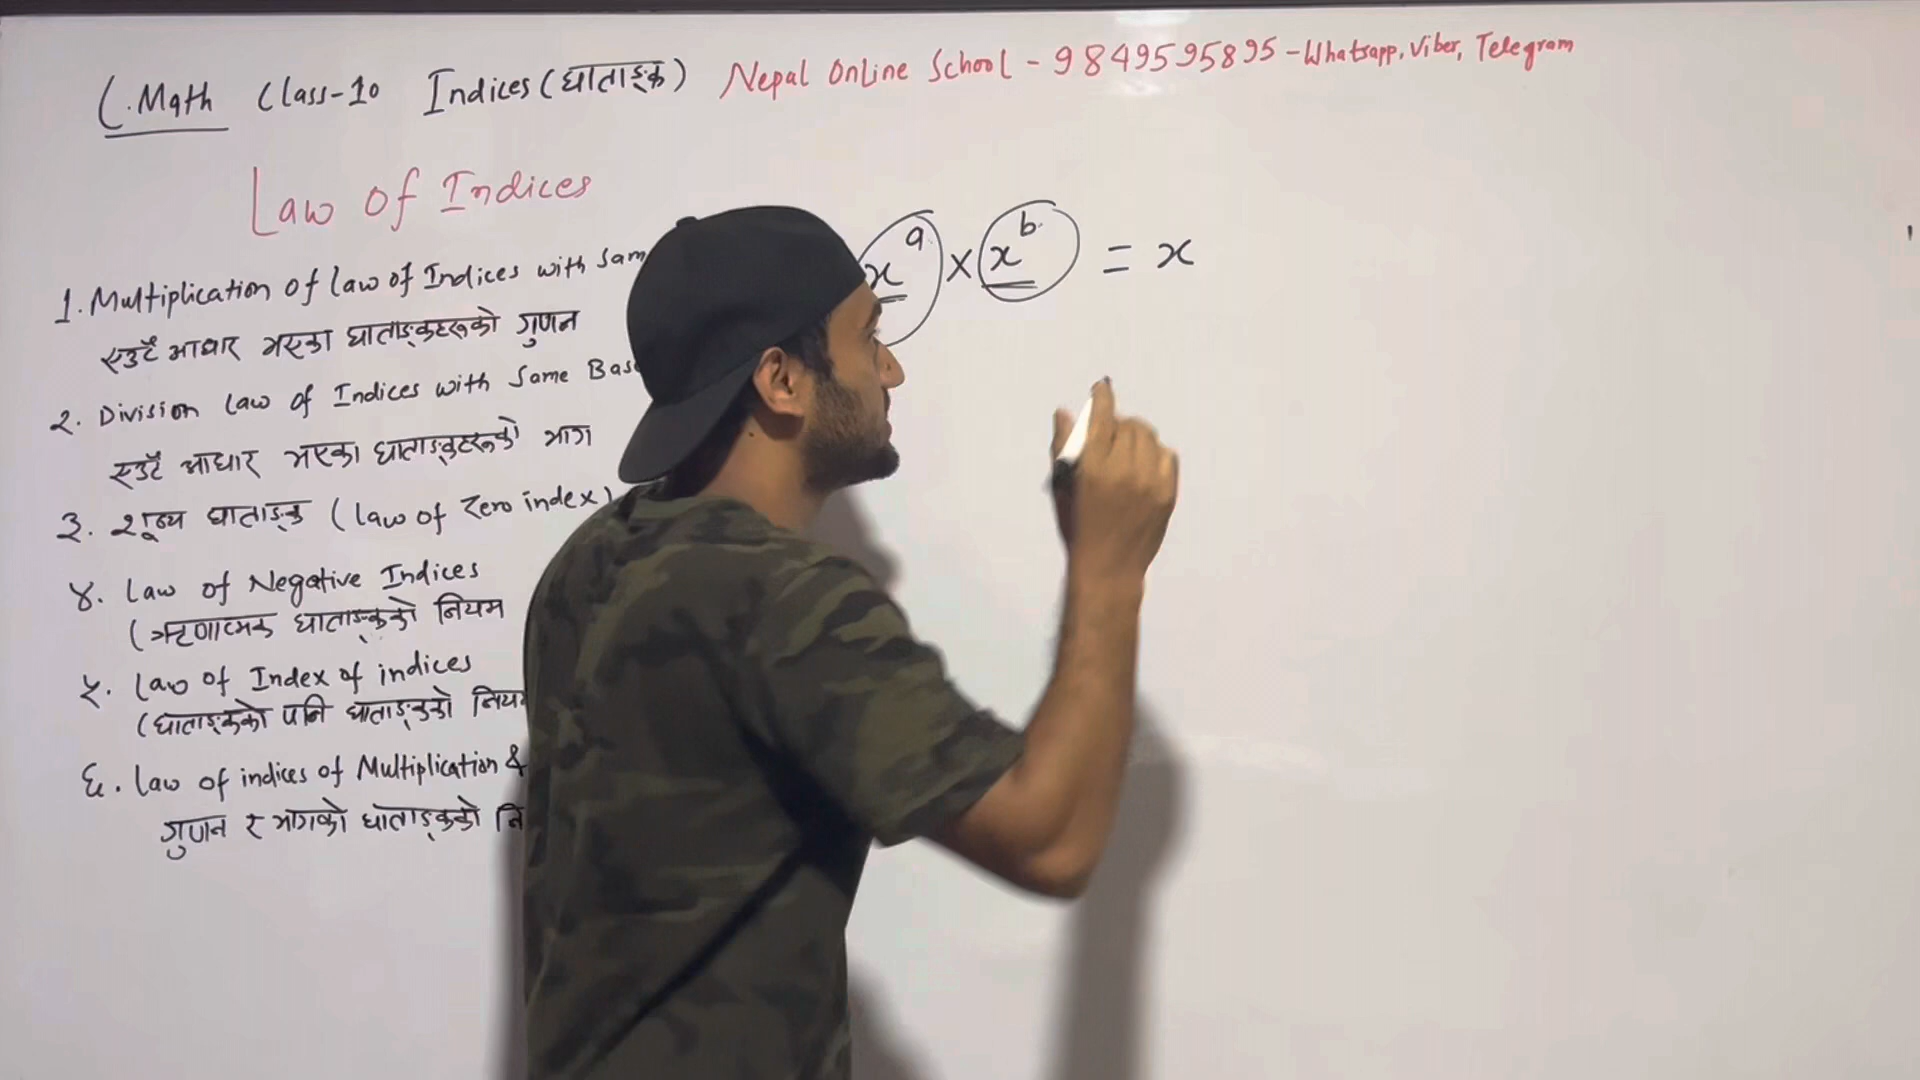 C.Math Class-10 Indices (घाताङ्क) Nepal Online School - 9849595895 - Whatsapp, Viber, Telegram
Law of Indices
1. Multiplication of law of Indices with Sam
एउटै आधार भएका घाताङ्कहरूको गुणन
2. Division law of Indices with Same Bas
एउटै आधार भएका घाताङ्कहरूको भाग
३. शून्य घाताङ्क (law of Zero index)
४. law of Negative Indices
(ऋणात्मक घाताङ्कको नियम
५. law of Index of indices
(घाताङ्कको पनि घाताङ्कको निय
६. law of indices of Multiplication &
गुणन र भागको घाताङ्कको नि
x^a × x^b = x